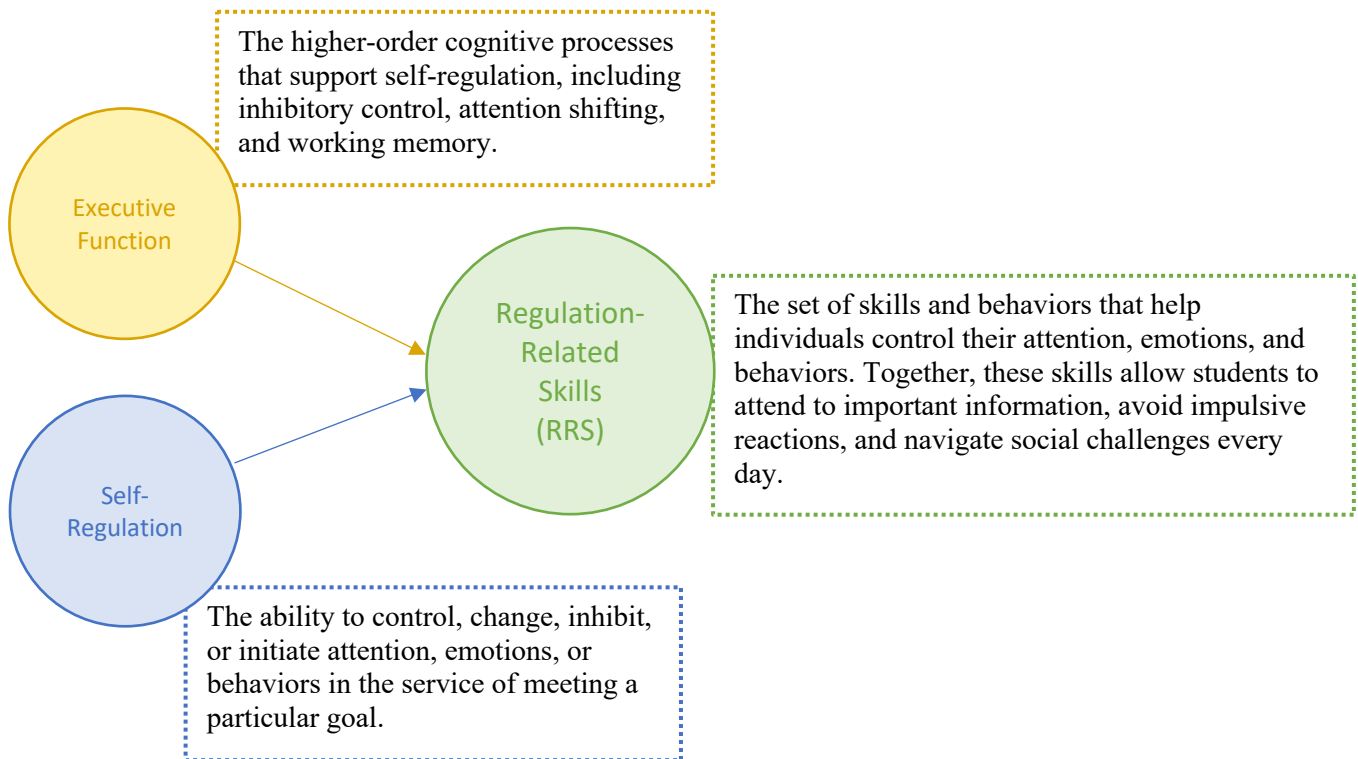 The higher-order cognitive processes
that support self-regulation, including
inhibitory control, attention shifting,
and working memory.
Executive
Function
Regulation-
Related
Skills
(RRS)
The set of skills and behaviors that help
individuals control their attention, emotions, and
behaviors. Together, these skills allow students to
attend to important information, avoid impulsive
reactions, and navigate social challenges every
day.
Self-
Regulation
The ability to control, change, inhibit,
or initiate attention, emotions, or
behaviors in the service of meeting a
particular goal.